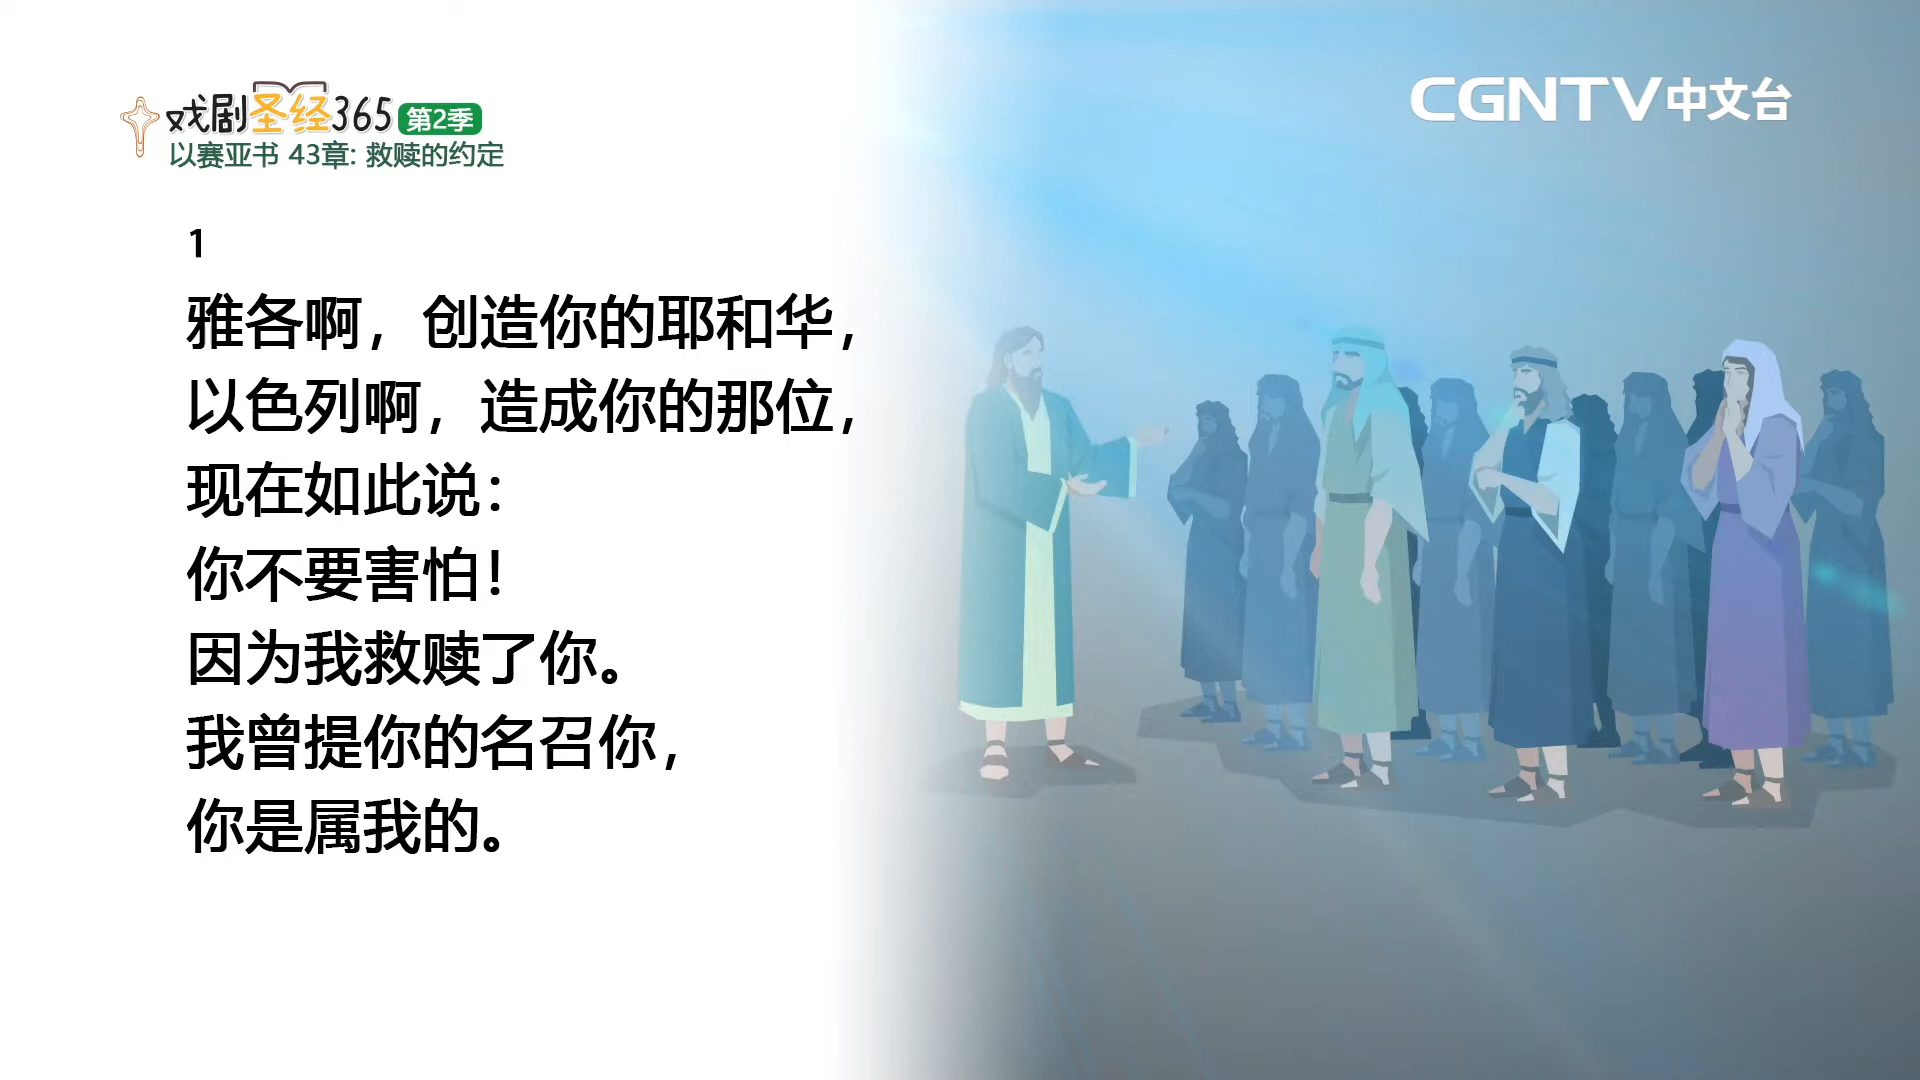 戏剧圣经365 第2季
以赛亚书 43章: 救赎的约定
CGNTV中文台
1
雅各啊，创造你的耶和华，
以色列啊，造成你的那位，
现在如此说：
你不要害怕！
因为我救赎了你。
我曾提你的名召你，
你是属我的。